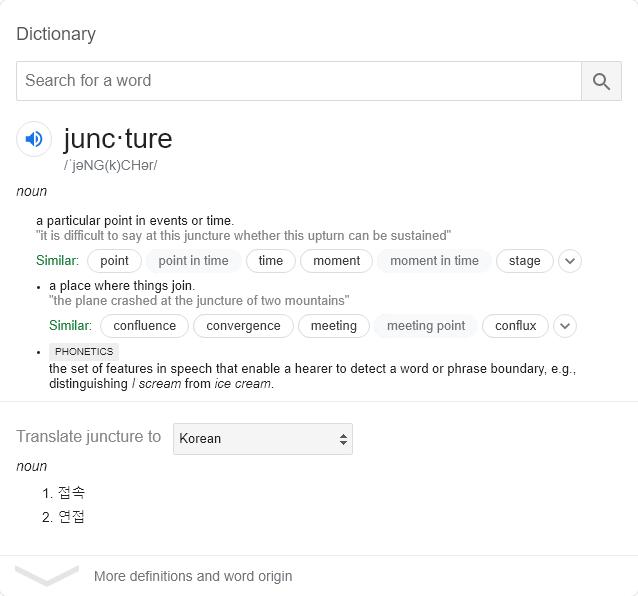 Dictionary
Search for a word
junc·ture
/ˈjəNG(k)CHər/
noun
a particular point in events or time.
"it is difficult to say at this juncture whether this upturn can be sustained"
Similar: point point in time time moment moment in time stage
• a place where things join.
"the plane crashed at the juncture of two mountains"
Similar: confluence convergence meeting meeting point conflux
• PHONETICS
the set of features in speech that enable a hearer to detect a word or phrase boundary, e.g.,
distinguishing I scream from ice cream.
Translate juncture to Korean
noun
1. 접속
2. 연접
More definitions and word origin